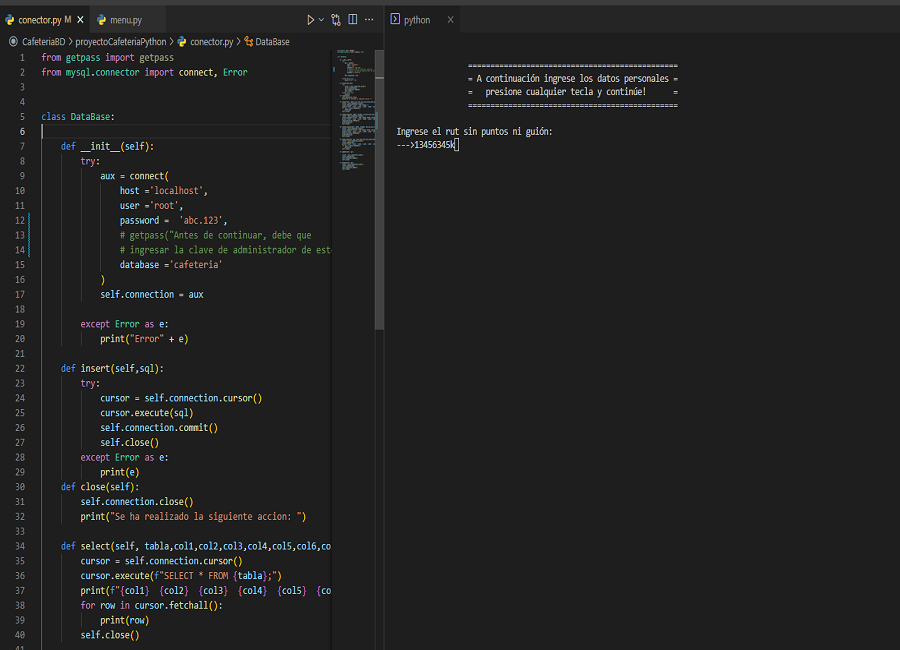 conector.py M
menu.py
python
CafeteriaBD > proyectoCafeteriaPython > conector.py > DataBase
1 from getpass import getpass
2 from mysql.connector import connect, Error
3
4
5 class DataBase:
6
7 def __init__(self):
8 try:
9 aux = connect(
10 host ='localhost',
11 user ='root',
12 password = 'abc.123',
13 # getpass("Antes de continuar, debe que
14 # ingresar la clave de administrador de est
15 database ='cafeteria'
16 )
17 self.connection = aux
18
19 except Error as e:
20 print("Error" + e)
21
22 def insert(self,sql):
23 try:
24 cursor = self.connection.cursor()
25 cursor.execute(sql)
26 self.connection.commit()
27 self.close()
28 except Error as e:
29 print(e)
30 def close(self):
31 self.connection.close()
32 print("Se ha realizado la siguiente accion: ")
33
34 def select(self, tabla,col1,col2,col3,col4,col5,col6,co
35 cursor = self.connection.cursor()
36 cursor.execute(f"SELECT * FROM {tabla};")
37 print(f"{col1} {col2} {col3} {col4} {col5} {co
38 for row in cursor.fetchall():
39 print(row)
40 self.close()
41
===============================================
= A continuación ingrese los datos personales =
= presione cualquier tecla y continúe! =
===============================================
Ingrese el rut sin puntos ni guión:
--->13456345k